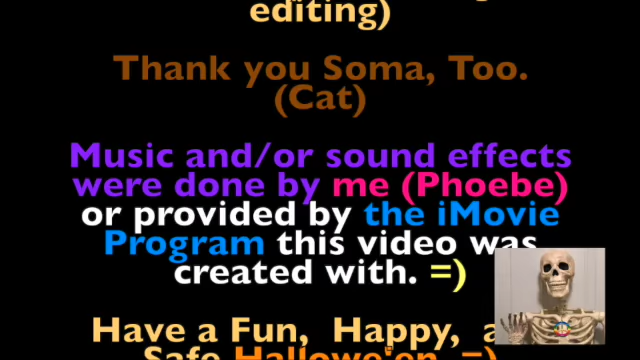 editing)
Thank you Soma, Too.
(Cat)
Music and/or sound effects
were done by me (Phoebe)
or provided by the iMovie
Program this video was
created with. =)
Have a Fun, Happy,
Safe Hallowe'en. =)